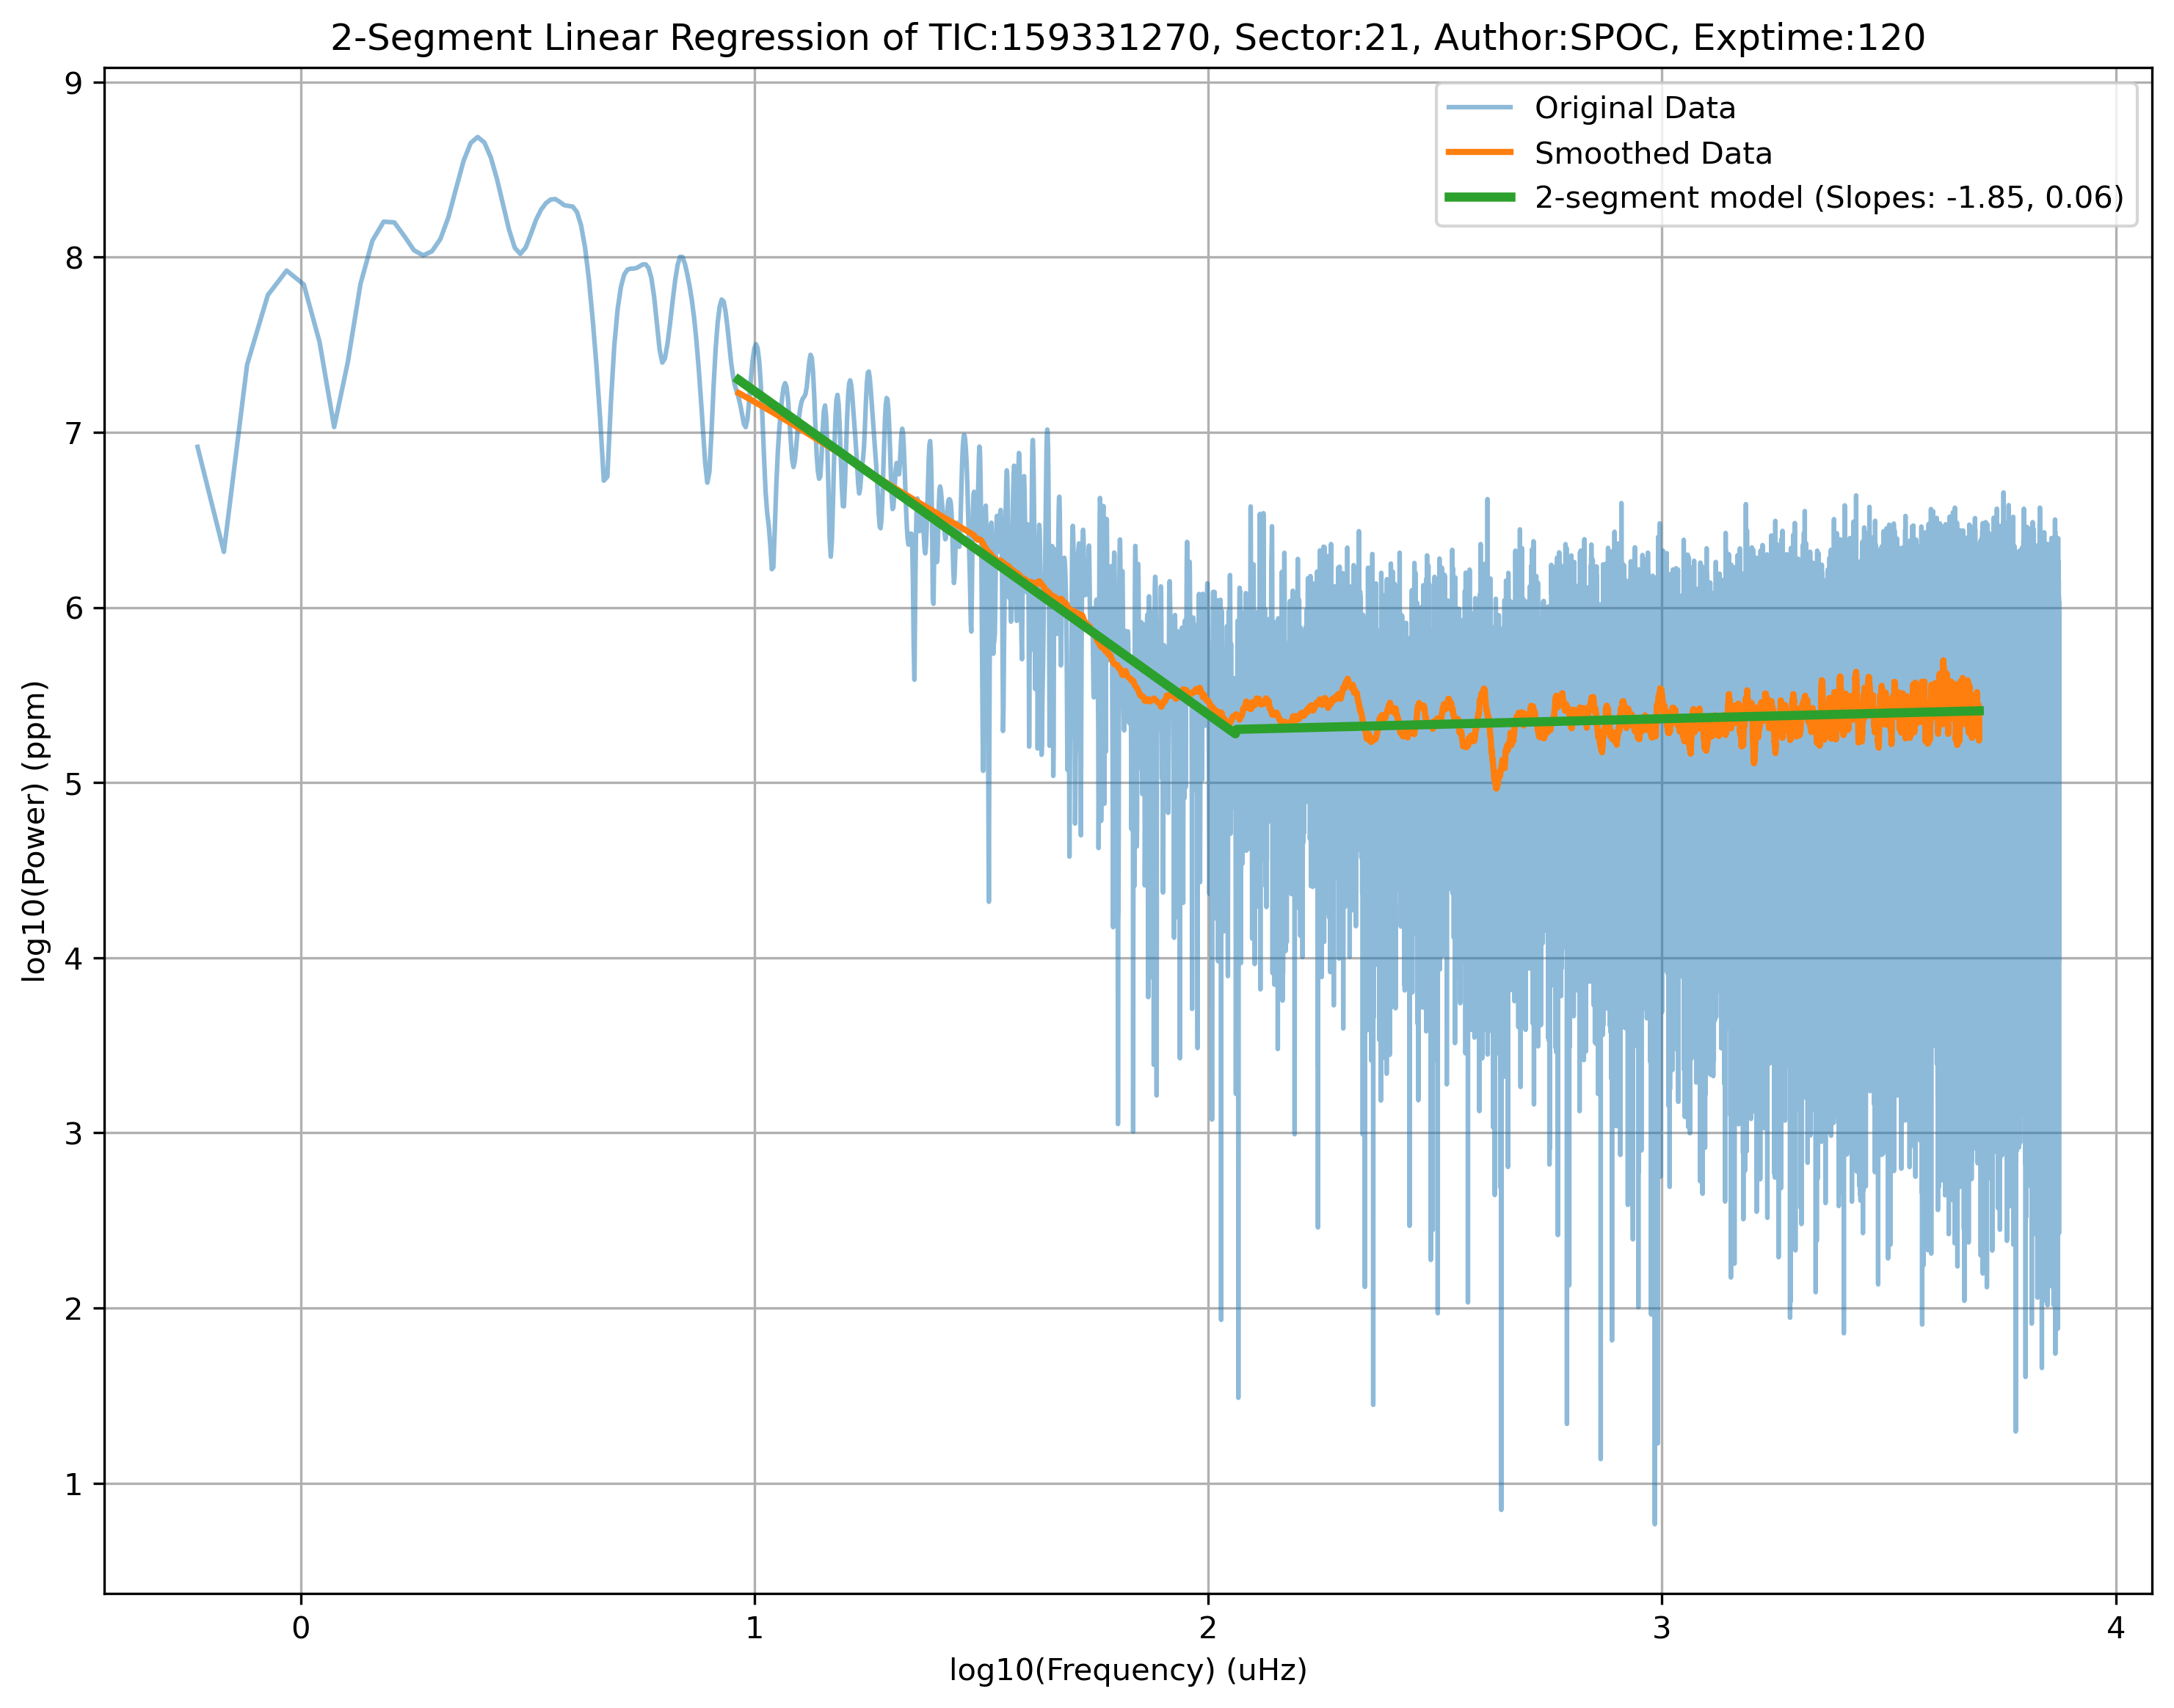 2-Segment Linear Regression of TIC:159331270, Sector:21, Author:SPOC, Exptime:120
Original Data
Smoothed Data
2-segment model (Slopes: -1.85, 0.06)
log10(Power) (ppm)
9
8
7
6
5
4
3
2
1
0 1 2 3 4
log10(Frequency) (uHz)